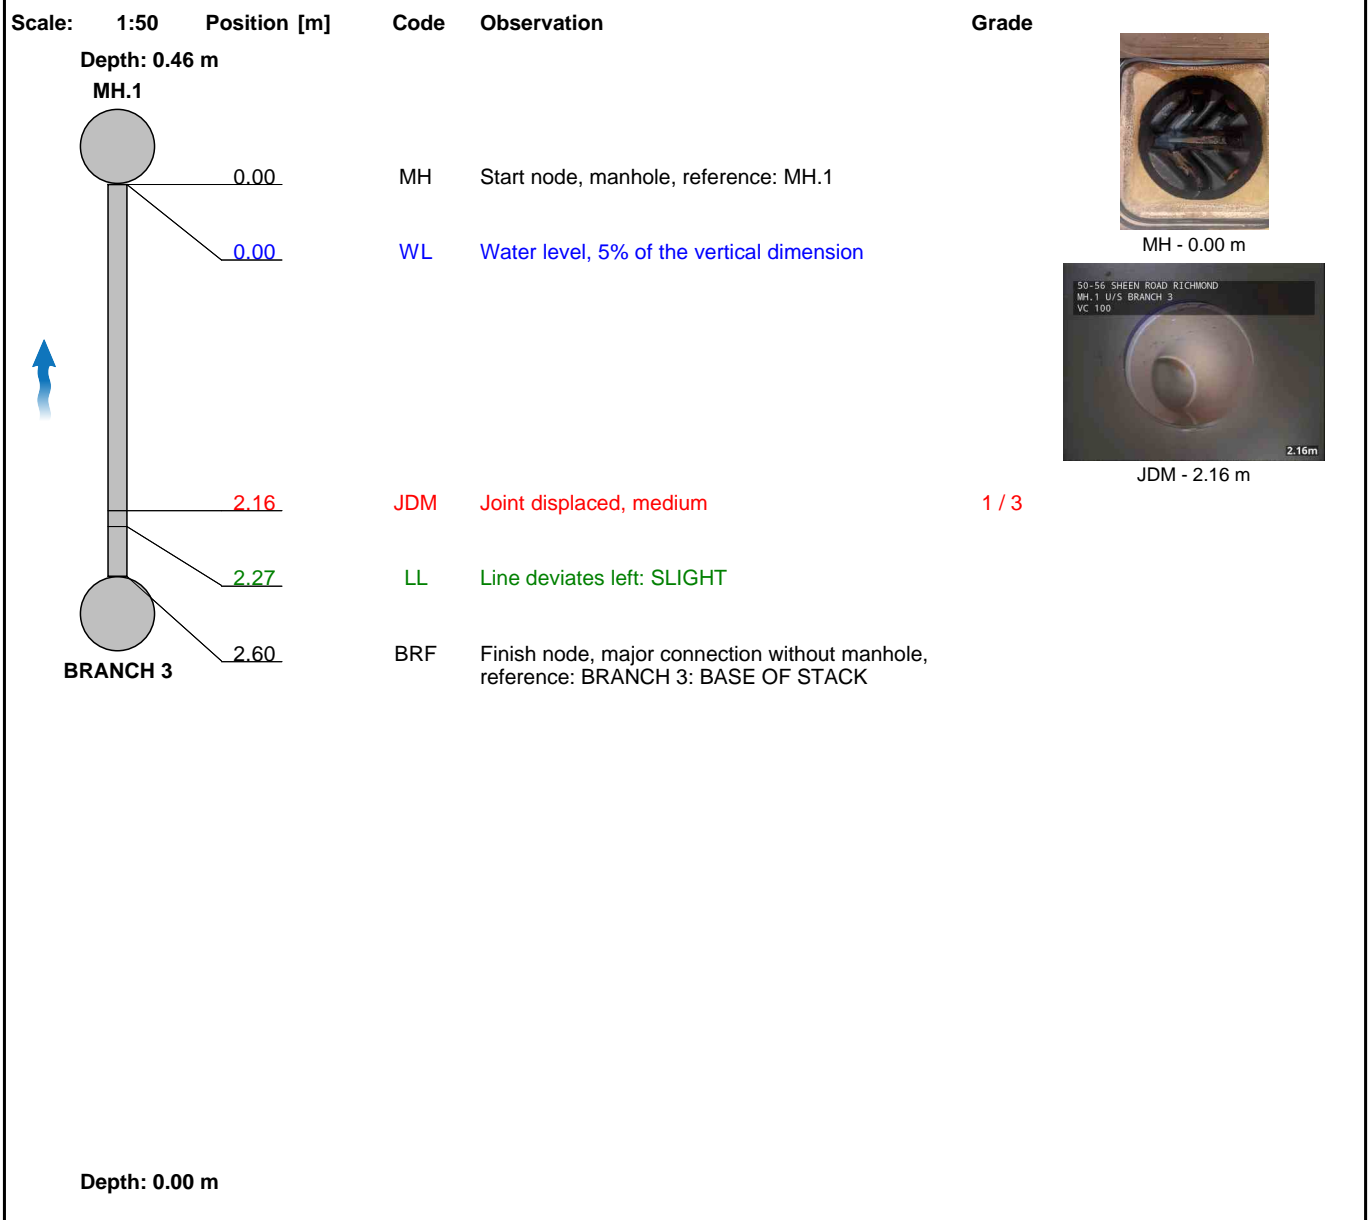 Scale: 1:50 Position [m] Code Observation Grade
Depth: 0.46 m
MH.1
0.00 MH Start node, manhole, reference: MH.1
MH - 0.00 m
0.00 WL Water level, 5% of the vertical dimension
50-56 SHEEN ROAD RICHMOND
MH.1 U/S BRANCH 3
VC 100
2.16m
JDM - 2.16 m
2.16 JDM Joint displaced, medium 1 / 3
2.27 LL Line deviates left: SLIGHT
2.60 BRF Finish node, major connection without manhole,
reference: BRANCH 3: BASE OF STACK
BRANCH 3
Depth: 0.00 m